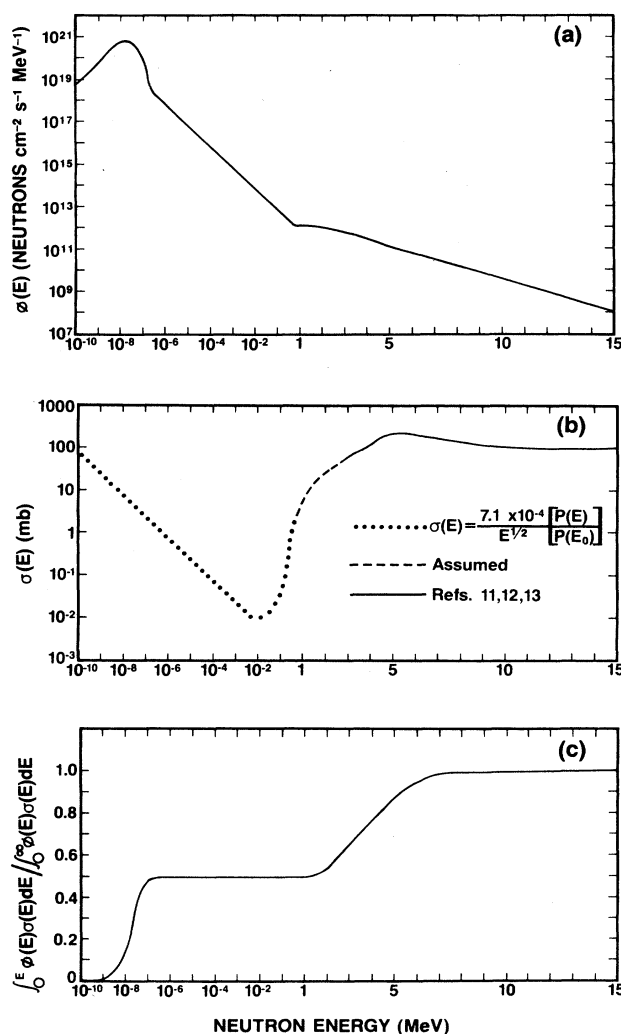 (a)
10²¹
10¹⁹
10¹⁷
10¹⁵
10¹³
10¹¹
10⁹
10⁷
ø(E) (NEUTRONS cm⁻² s⁻¹ MeV⁻¹)
10⁻¹⁰ 10⁻⁸ 10⁻⁶ 10⁻⁴ 10⁻² 1 5 10 15
(b)
1000
100
10
1
10⁻¹
10⁻²
10⁻³
σ(E) (mb)
σ(E) = 7.1 x10⁻⁴ / E^1/2 [P(E)] / [P(E₀)]
Assumed
Refs. 11,12,13
10⁻¹⁰ 10⁻⁸ 10⁻⁶ 10⁻⁴ 10⁻² 1 5 10 15
(c)
1.0
0.8
0.6
0.4
0.2
0
∫₀ᴱ ø(E)σ(E)dE/∫₀^∞ ø(E)σ(E)dE
10⁻¹⁰ 10⁻⁸ 10⁻⁶ 10⁻⁴ 10⁻² 1 5 10 15
NEUTRON ENERGY (MeV)